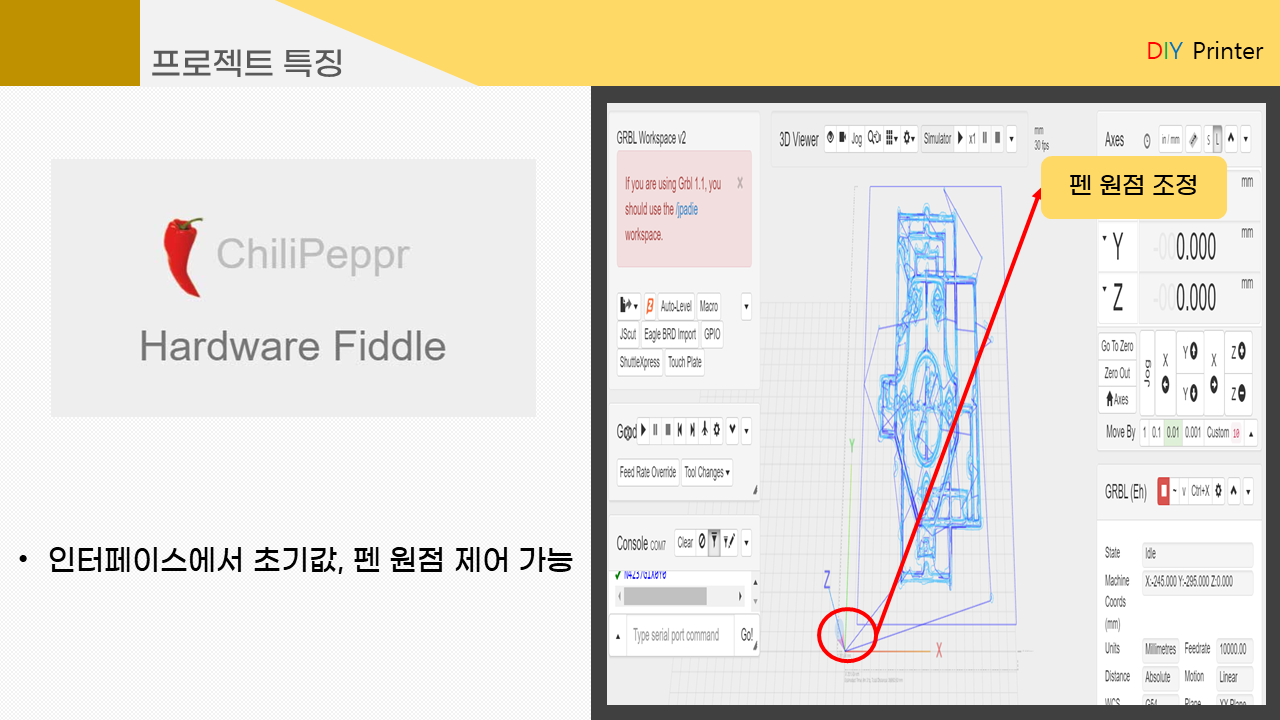 프로젝트 특징
DIY Printer
ChiliPeppr
Hardware Fiddle
• 인터페이스에서 초기값, 펜 원점 제어 가능
GRBL Workspace v2
If you are using Grbl 1.1, you
should use the /jpadie
workspace.
×
Auto-Level Macro
JSCut Eagle BRD Import GPIO
ShuttleXpress Touch Plate
Feed Rate Override Tool Changes
Console COM7 Clear
Type serial port command Go!
3D Viewer Jog Simulator x1
mm
30 fps
펜 원점 조정
Z
Y
X
Axes in / mm S L
mm
Y -000.000 mm
Z -000.000 mm
Go To Zero
Zero Out
Axes
Jog
X Y X Z
Y Z
Move By 1 0.1 0.01 0.001 Custom 10
GRBL (Eh) ~ v Ctrl+X
State Idle
Machine Coords (mm) X:-245.000 Y:-295.000 Z:0.000
Units Millimetres Feedrate 10000.00
Distance Absolute Motion Linear
WCS G54 Plane XY-Plane